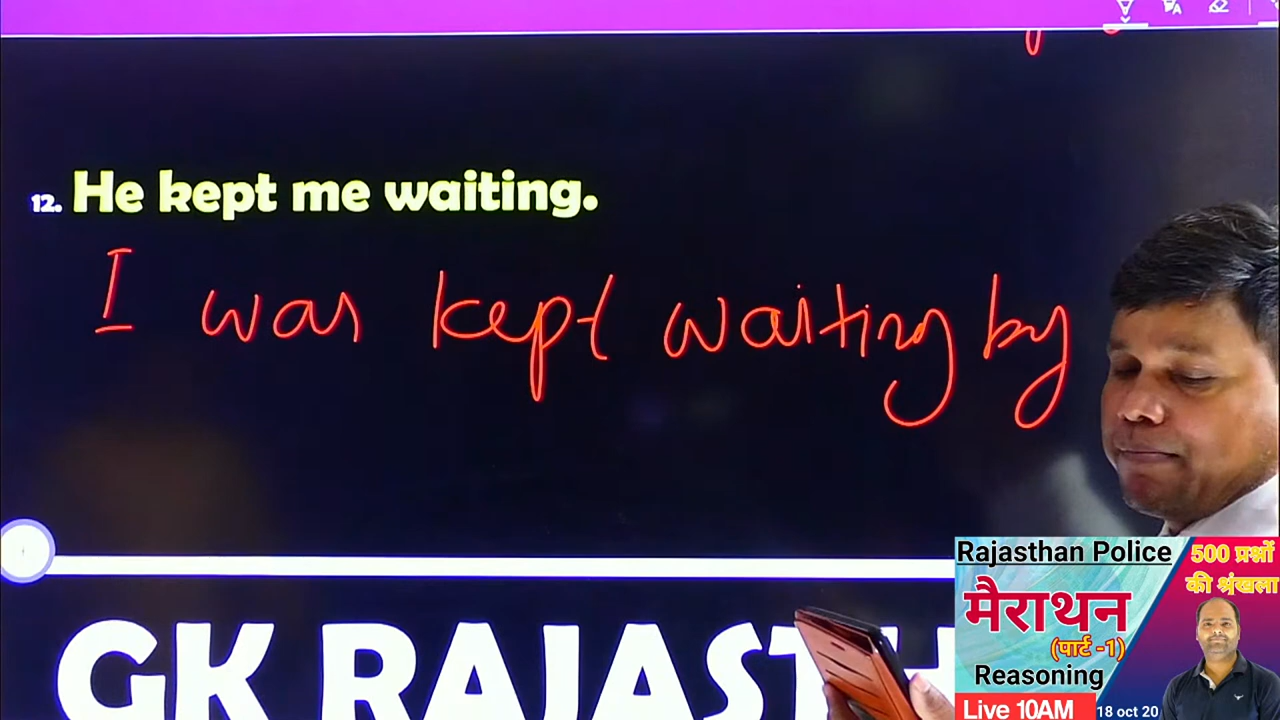 12. He kept me waiting.
I was kept waiting by
GK RAJASTH
Rajasthan Police
500 प्रश्नों
की श्रृंखला
मैराथन
(पार्ट -1)
Reasoning
Live 10AM
18 oct 20